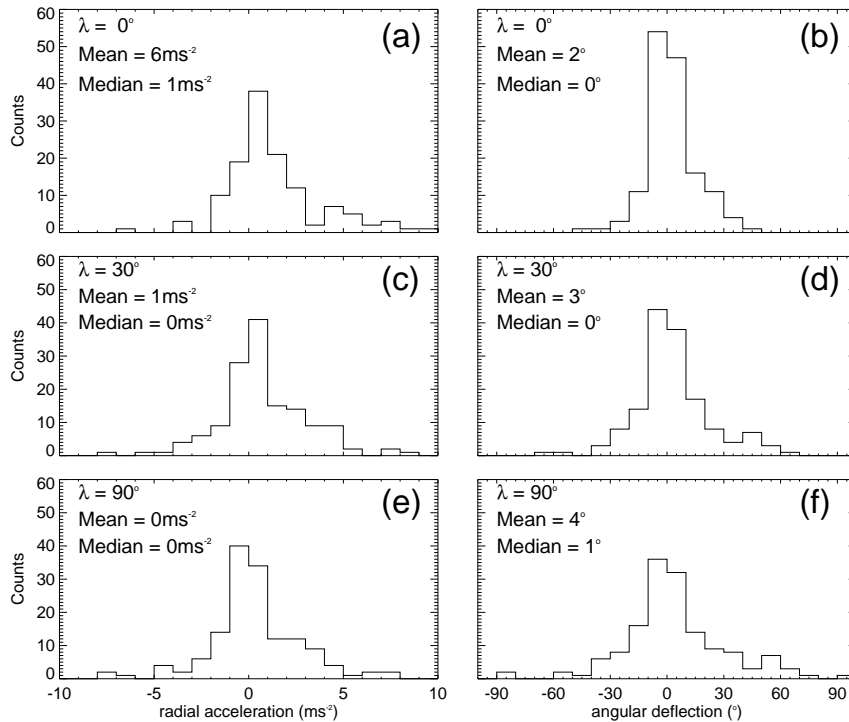 60
50
40
30
20
10
0
Counts
λ = 0°
Mean = 6ms⁻²
Median = 1ms⁻²
(a)
λ = 0°
Mean = 2°
Median = 0°
(b)
60
50
40
30
20
10
0
Counts
λ = 30°
Mean = 1ms⁻²
Median = 0ms⁻²
(c)
λ = 30°
Mean = 3°
Median = 0°
(d)
60
50
40
30
20
10
0
Counts
λ = 90°
Mean = 0ms⁻²
Median = 0ms⁻²
(e)
λ = 90°
Mean = 4°
Median = 1°
(f)
-10 -5 0 5 10
radial acceleration (ms⁻²)
-90 -60 -30 0 30 60 90
angular deflection (°)